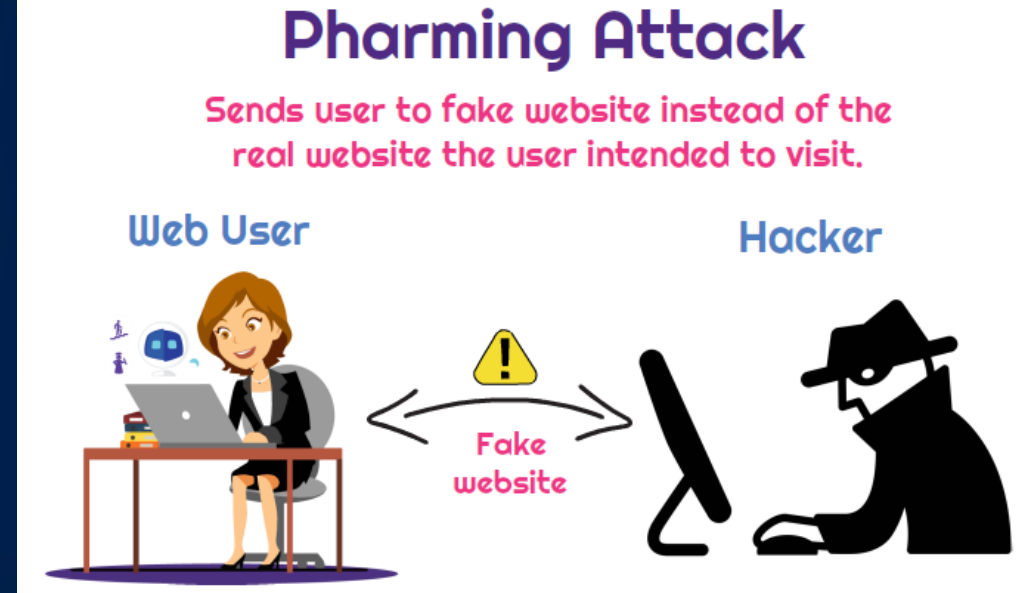 Pharming Attack
Sends user to fake website instead of the
real website the user intended to visit.
Web User
Hacker
Fake
website